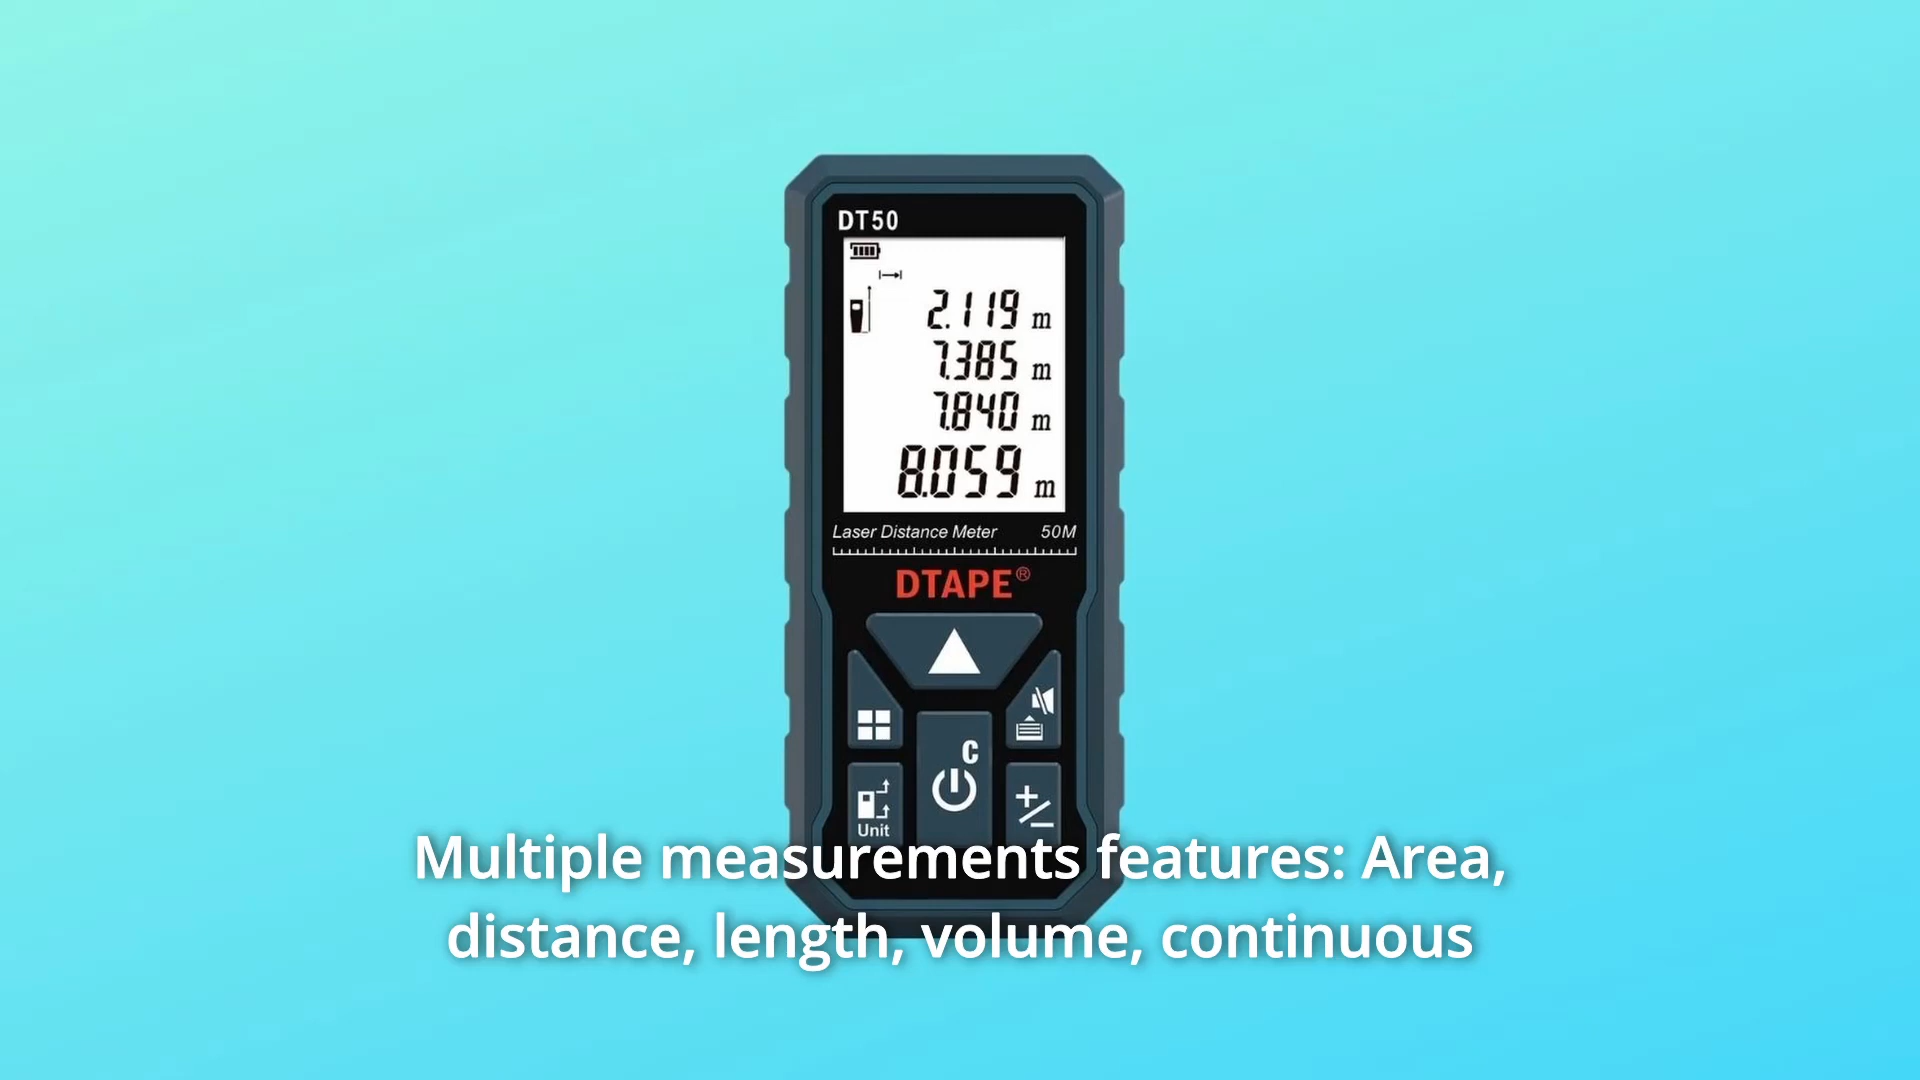 DT50
2.119 m
7.385 m
7.840 m
8.059 m
Laser Distance Meter 50M
DTAPE®
C
Unit
Multiple measurements features: Area,
distance, length, volume, continuous